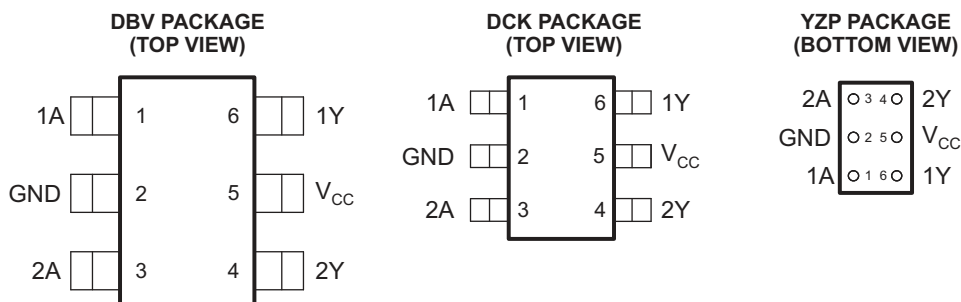 DBV PACKAGE
(TOP VIEW)
1A 1 6 1Y
GND 2 5 VCC
2A 3 4 2Y
DCK PACKAGE
(TOP VIEW)
1A 1 6 1Y
GND 2 5 VCC
2A 3 4 2Y
YZP PACKAGE
(BOTTOM VIEW)
2A 3 4 2Y
GND 2 5 VCC
1A 1 6 1Y